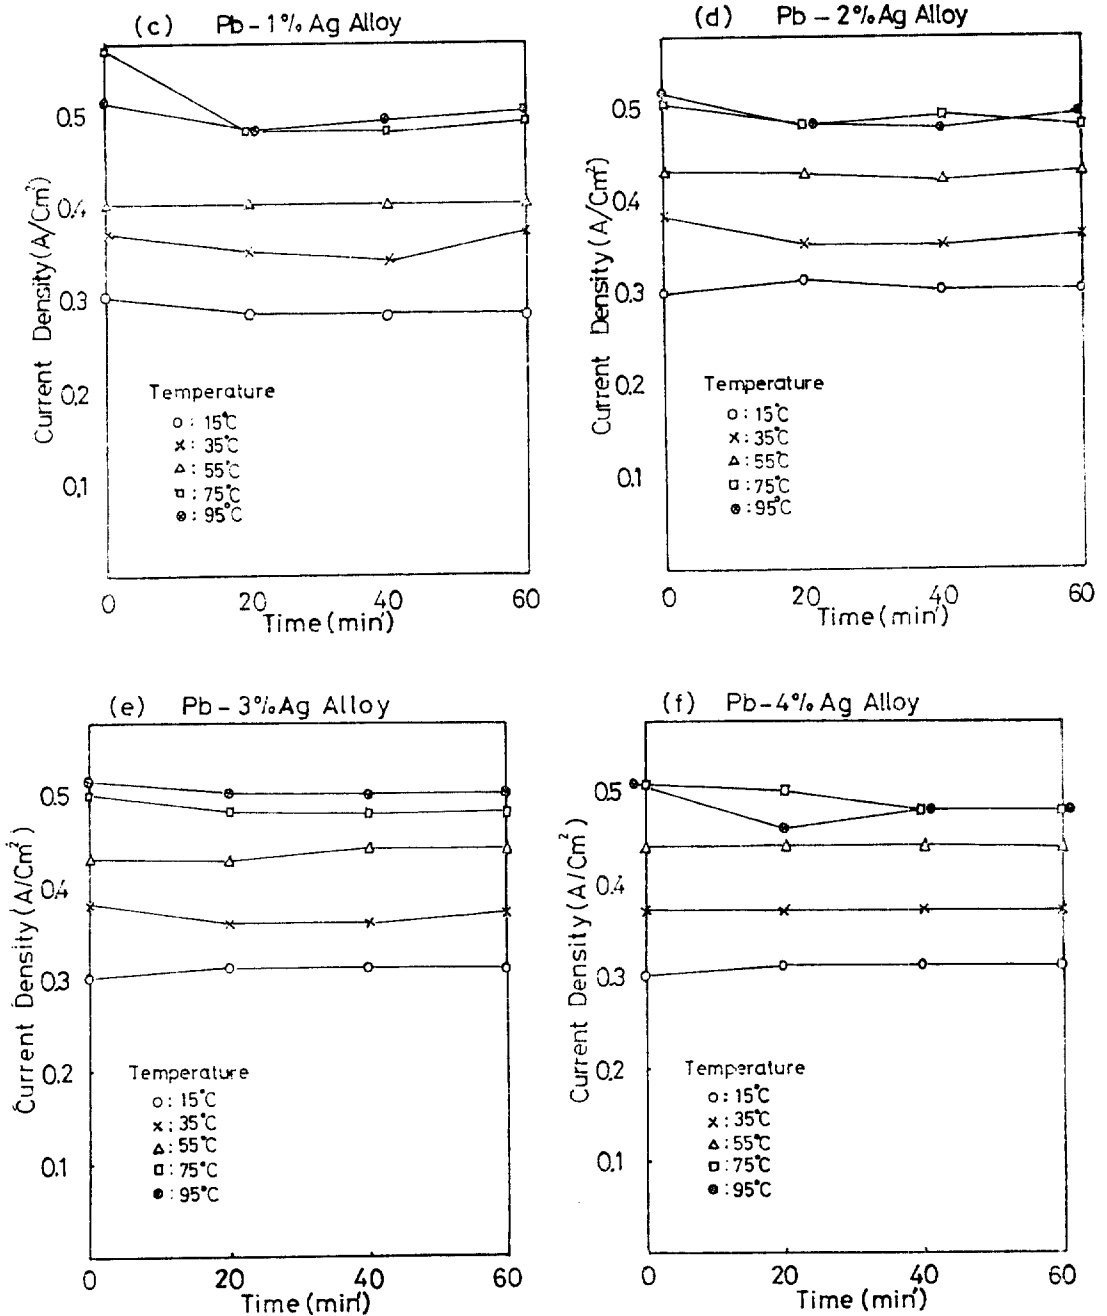 (c) Pb-1% Ag Alloy
Current Density (A/Cm²)
0.5
0.4
0.3
0.2
0.1
Temperature
o : 15°C
× : 35°C
△ : 55°C
□ : 75°C
⊗ : 95°C
0 20 40 60
Time (min')
(d) Pb - 2% Ag Alloy
Current Density (A/Cm²)
0.5
0.4
0.3
0.2
0.1
Temperature
o : 15°C
× : 35°C
△ : 55°C
□ : 75°C
⊗ : 95°C
0 20 40 60
Time (min')
(e) Pb - 3% Ag Alloy
Current Density (A/Cm²)
0.5
0.4
0.3
0.2
0.1
Temperature
o : 15°C
× : 35°C
△ : 55°C
□ : 75°C
● : 95°C
0 20 40 60
Time (min')
(f) Pb-4% Ag Alloy
Current Density (A/Cm²)
0.5
0.4
0.3
0.2
0.1
Temperature
o : 15°C
× : 35°C
△ : 55°C
□ : 75°C
● : 95°C
0 20 40 60
Time (min')